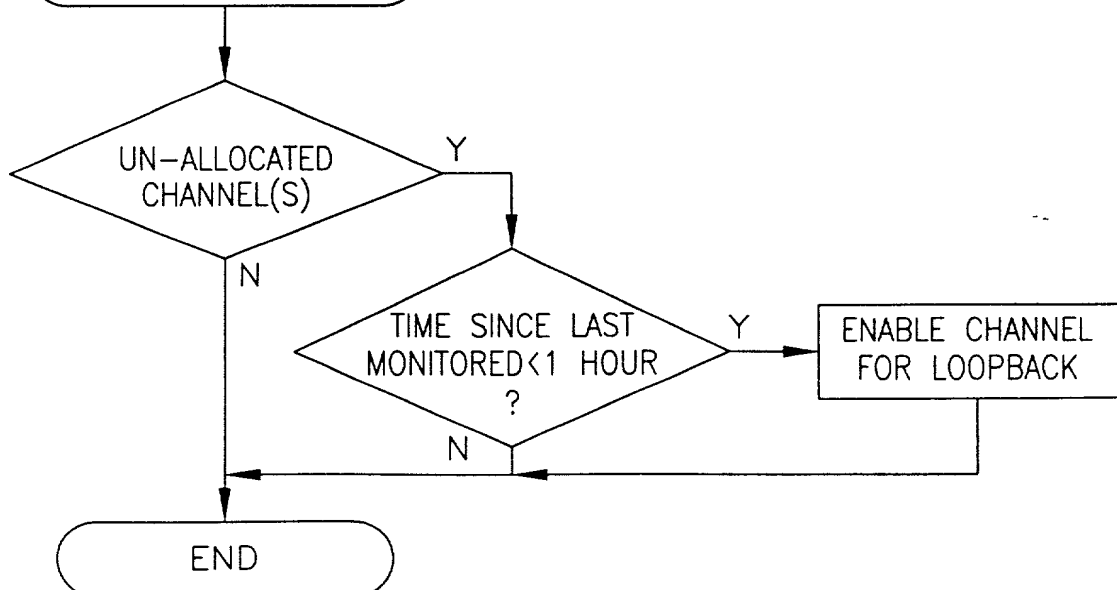 UN-ALLOCATED
CHANNEL(S)
Y
N
TIME SINCE LAST
MONITORED<1 HOUR
?
Y
N
ENABLE CHANNEL
FOR LOOPBACK
END